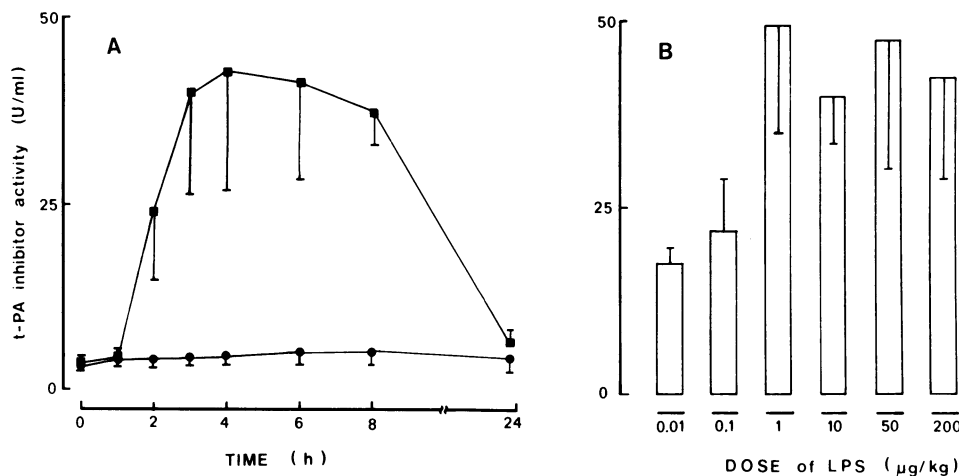 A
t-PA inhibitor activity (U/ml)
50
25
0
0 2 4 6 8 24
TIME (h)
B
50
25
0
0.01 0.1 1 10 50 200
DOSE of LPS (µg/kg)